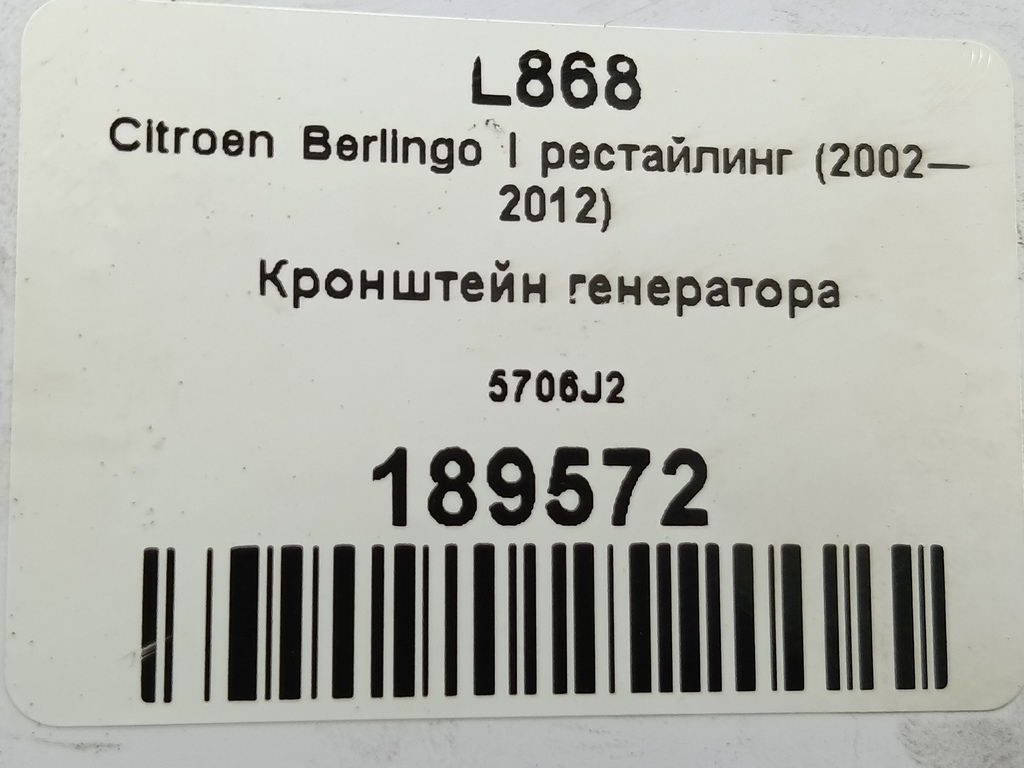 L868
Citroen Berlingo I рестайлинг (2002—
2012)
Кронштейн генератора
5706J2
189572